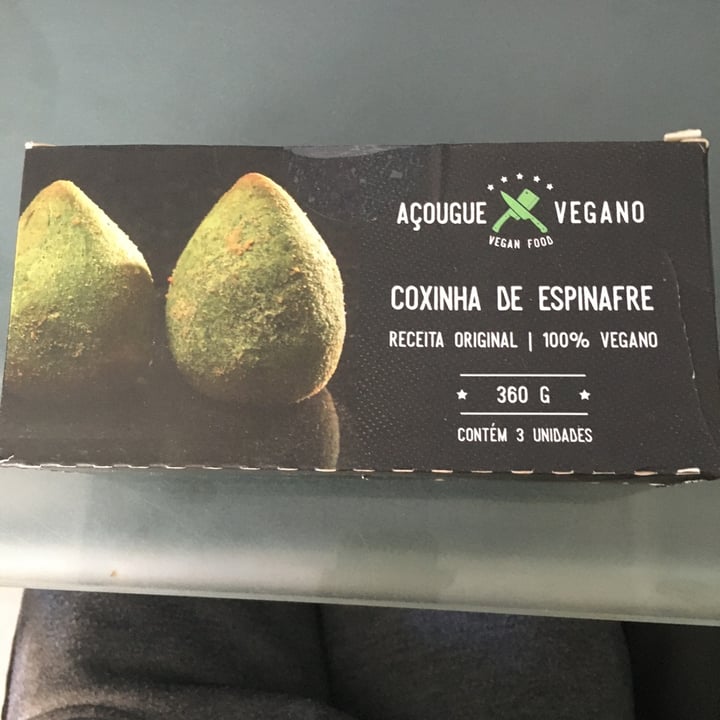 AÇOUGUE VEGANO
VEGAN FOOD
COXINHA DE ESPINAFRE
RECEITA ORIGINAL | 100% VEGANO
360 G
CONTÉM 3 UNIDADES